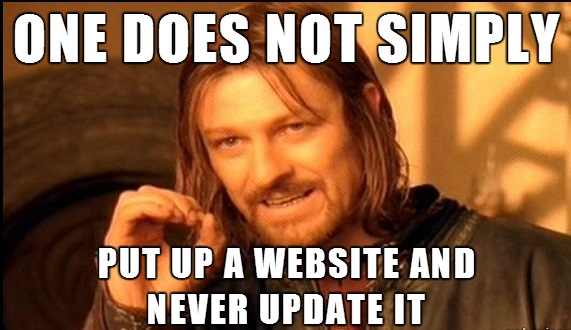 ONE DOES NOT SIMPLY
PUT UP A WEBSITE AND
NEVER UPDATE IT